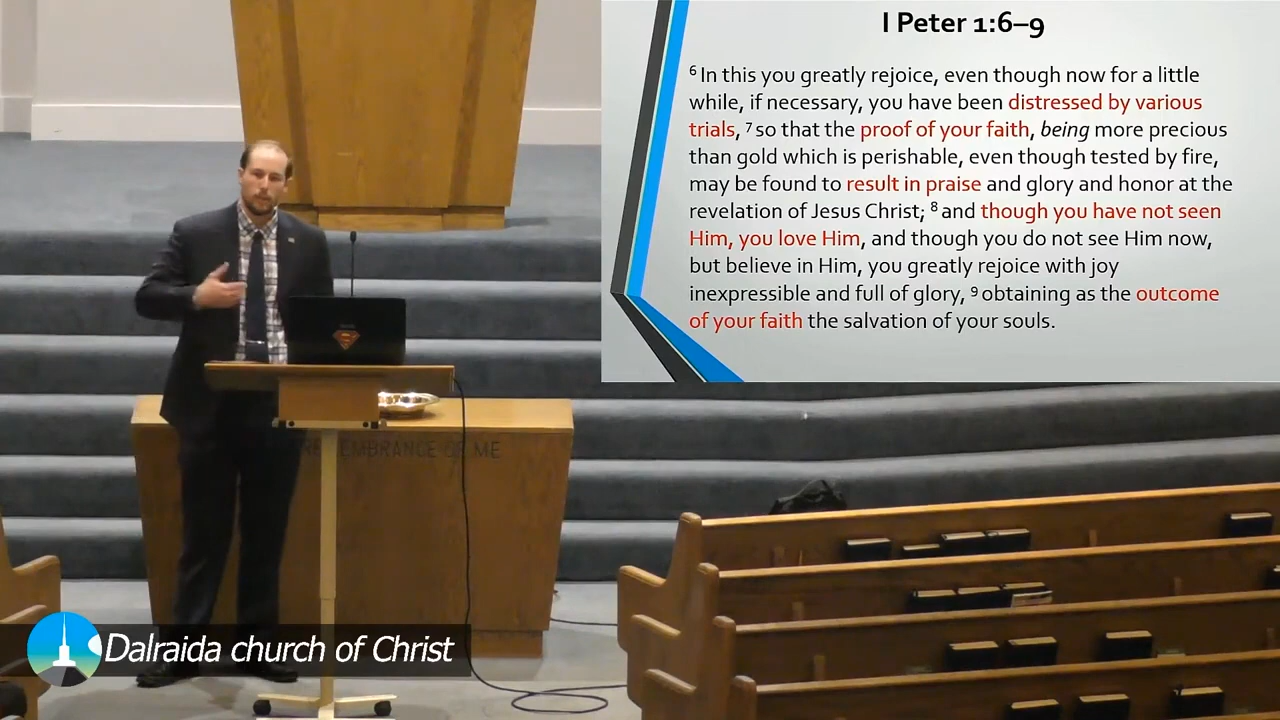 I Peter 1:6–9
6 In this you greatly rejoice, even though now for a little
while, if necessary, you have been distressed by various
trials, 7 so that the proof of your faith, being more precious
than gold which is perishable, even though tested by fire,
may be found to result in praise and glory and honor at the
revelation of Jesus Christ; 8 and though you have not seen
Him, you love Him, and though you do not see Him now,
but believe in Him, you greatly rejoice with joy
inexpressible and full of glory, 9 obtaining as the outcome
of your faith the salvation of your souls.
REMEMBRANCE OF ME
Dalraida church of Christ